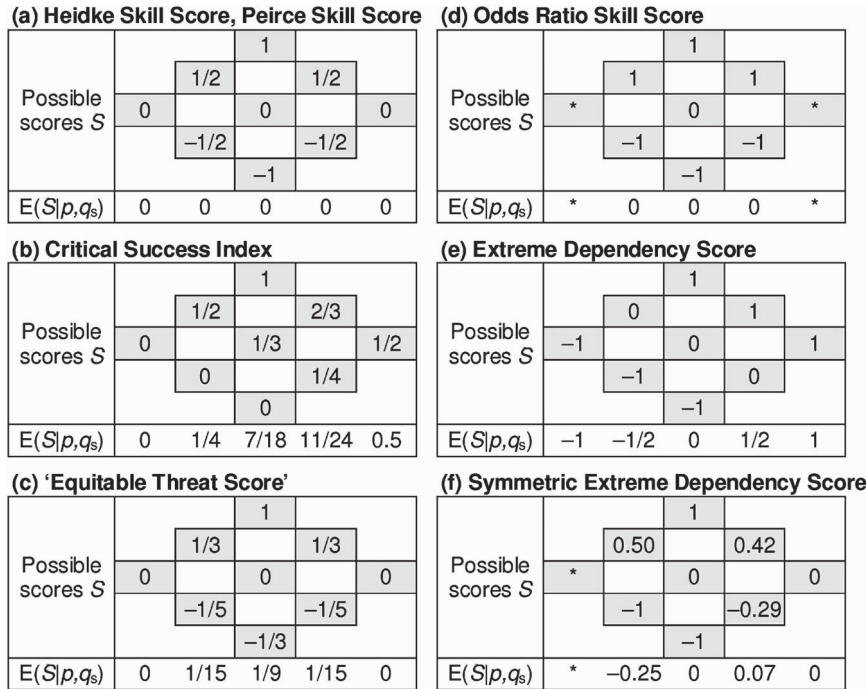 (a) Heidke Skill Score, Peirce Skill Score
1
1/2 1/2
Possible scores S
0 0 0
−1/2 −1/2
−1
E(S|p,qs) 0 0 0 0 0
(b) Critical Success Index
1
1/2 2/3
Possible scores S
0 1/3 1/2
0 1/4
0
E(S|p,qs) 0 1/4 7/18 11/24 0.5
(c) ‘Equitable Threat Score’
1
1/3 1/3
Possible scores S
0 0 0
−1/5 −1/5
−1/3
E(S|p,qs) 0 1/15 1/9 1/15 0
(d) Odds Ratio Skill Score
1
1 1
Possible scores S
* 0 *
−1 −1
−1
E(S|p,qs) * 0 0 0 *
(e) Extreme Dependency Score
1
0 1
Possible scores S
−1 0 1
−1 0
−1
E(S|p,qs) −1 −1/2 0 1/2 1
(f) Symmetric Extreme Dependency Score
1
0.50 0.42
Possible scores S
* 0 0
−1 −0.29
−1
E(S|p,qs) * −0.25 0 0.07 0